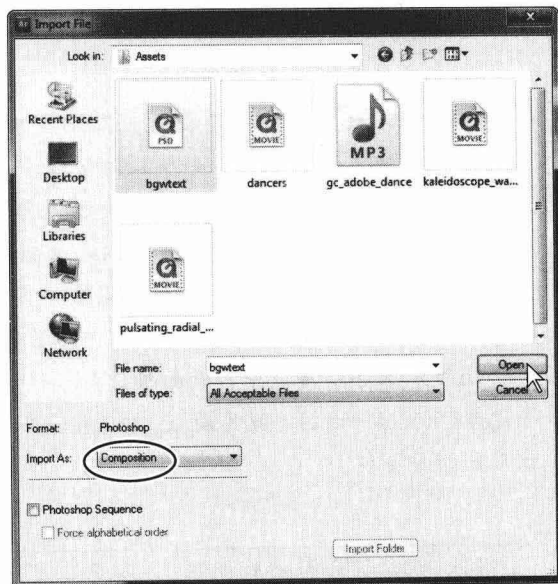 Import File
Look in: Assets
Recent Places
Desktop
Libraries
Computer
Network
PSD
bgwtext
MOVIE
dancers
MP3
gc_adobe_dance
MOVIE
kaleidoscope_wa...
MOVIE
pulsating_radial_...
File name: bgwtext
Open
Files of type: All Acceptable Files
Cancel
Format: Photoshop
Import As: Composition
Photoshop Sequence
Force alphabetical order
Import Folder